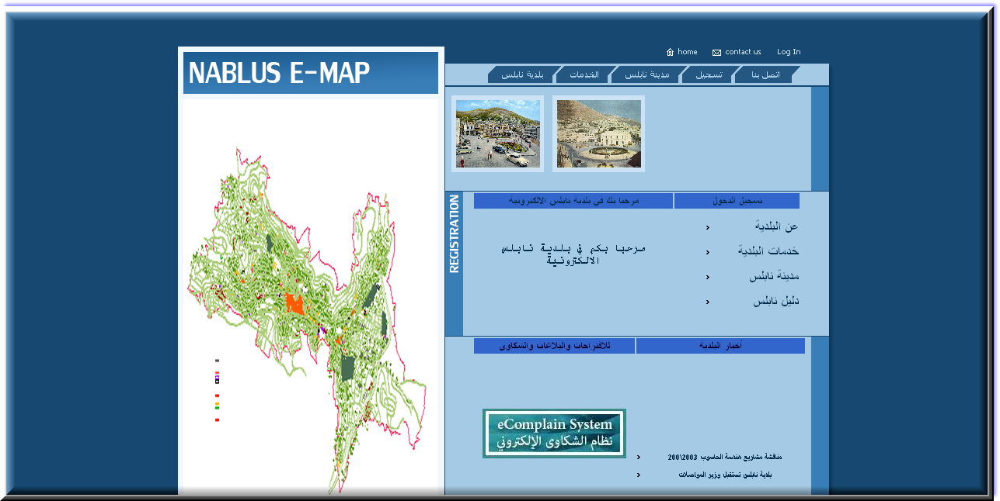 home
contact us
Log In
NABLUS E-MAP
اتصل بنا
تسجيل
مدينة نابلس
الخدمات
بلدية نابلس
REGISTRATION
تسجيل الدخول
مرحبا بك في بلدية نابلس الالكترونية
عن البلدية
خدمات البلدية
مدينة نابلس
دليل نابلس
مرحبا بكم في بلدية نابلس
الالكترونية
أخبار البلدية
للاقتراحات والبلاغات والشكاوى
eComplain System
نظام الشكاوى الإلكتروني
مناقشة مشاريع هندسة الحاسوب 2003\200
بلدية نابلس تستقبل وزير المواصلات